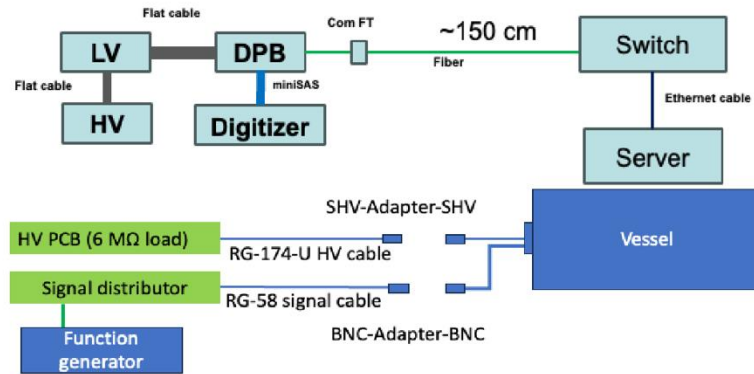 Flat cable
Com FT
LV
DPB
~150 cm
Switch
Flat cable
miniSAS
Fiber
HV
Digitizer
Ethernet cable
Server
SHV-Adapter-SHV
HV PCB (6 MΩ load)
Vessel
RG-174-U HV cable
Signal distributor
RG-58 signal cable
BNC-Adapter-BNC
Function
generator